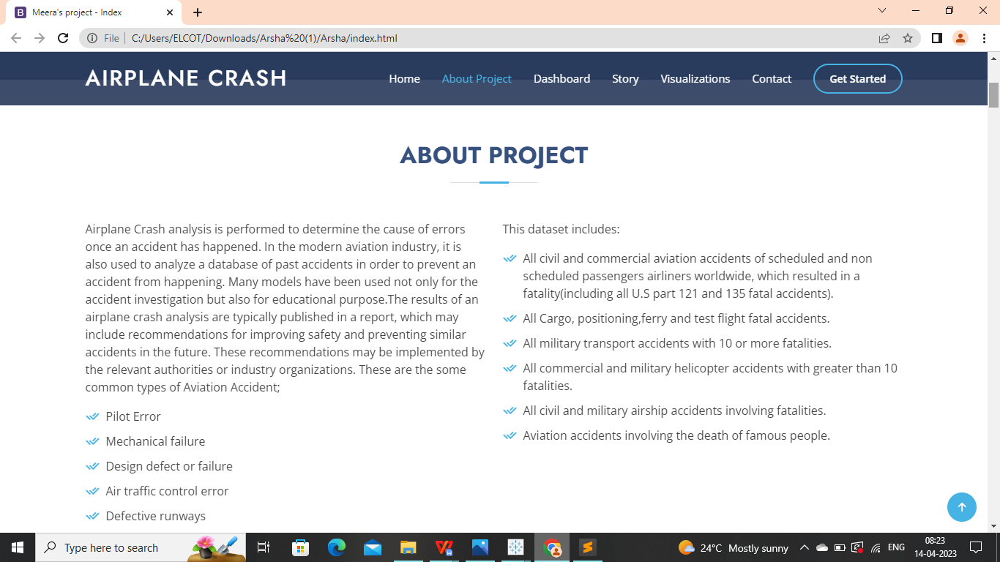 Meera's project - Index
File
C:/Users/ELCOT/Downloads/Arsha%20(1)/Arsha/index.html
AIRPLANE CRASH
Home
About Project
Dashboard
Story
Visualizations
Contact
Get Started
ABOUT PROJECT
Airplane Crash analysis is performed to determine the cause of errors
once an accident has happened. In the modern aviation industry, it is
also used to analyze a database of past accidents in order to prevent an
accident from happening. Many models have been used not only for the
accident investigation but also for educational purpose.The results of an
airplane crash analysis are typically published in a report, which may
include recommendations for improving safety and preventing similar
accidents in the future. These recommendations may be implemented by
the relevant authorities or industry organizations. These are the some
common types of Aviation Accident;
Pilot Error
Mechanical failure
Design defect or failure
Air traffic control error
Defective runways
This dataset includes:
All civil and commercial aviation accidents of scheduled and non
scheduled passengers airliners worldwide, which resulted in a
fatality(including all U.S part 121 and 135 fatal accidents).
All Cargo, positioning,ferry and test flight fatal accidents.
All military transport accidents with 10 or more fatalities.
All commercial and military helicopter accidents with greater than 10
fatalities.
All civil and military airship accidents involving fatalities.
Aviation accidents involving the death of famous people.
Type here to search
24°C Mostly sunny
ENG
08:23
14-04-2023